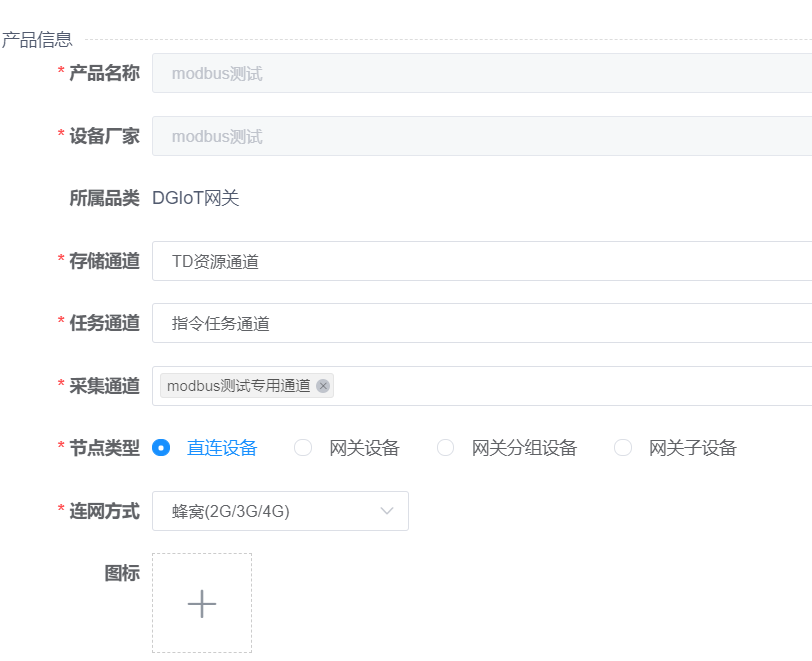 产品信息
* 产品名称 modbus测试
* 设备厂家 modbus测试
所属品类 DGIoT网关
* 存储通道 TD资源通道
* 任务通道 指令任务通道
* 采集通道 modbus测试专用通道
* 节点类型 直连设备 网关设备 网关分组设备 网关子设备
* 连网方式 蜂窝(2G/3G/4G)
图标